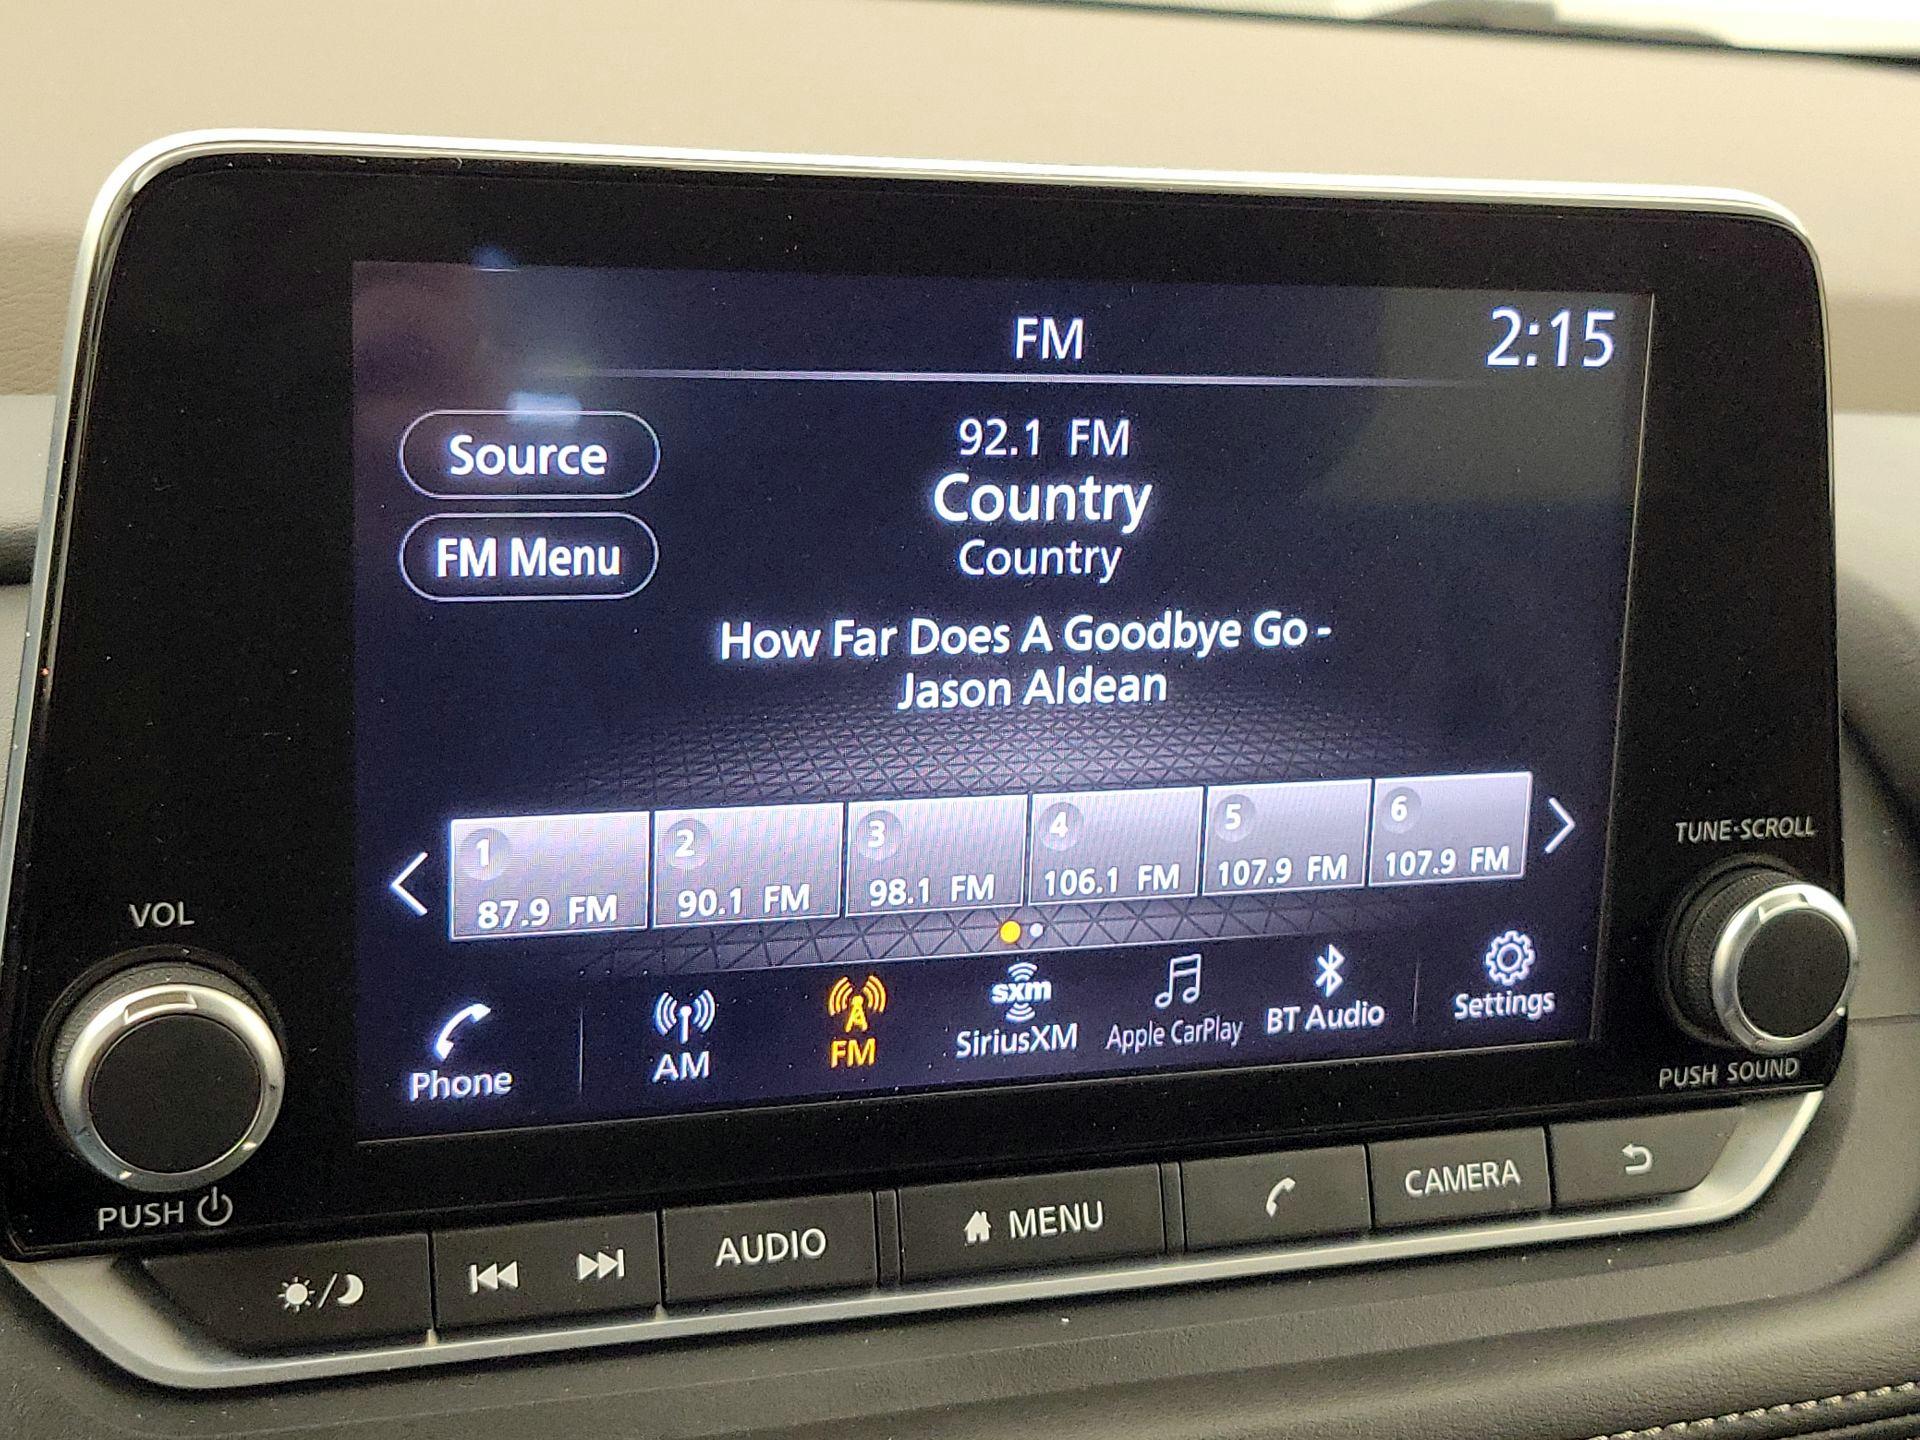 FM
2:15
Source
92.1 FM
Country
FM Menu
Country
How Far Does A Goodbye Go -
Jason Aldean
1
87.9 FM
2
90.1 FM
3
98.1 FM
4
106.1 FM
5
107.9 FM
6
107.9 FM
TUNE·SCROLL
VOL
Phone
AM
FM
sxm
SiriusXM
Apple CarPlay
BT Audio
Settings
PUSH SOUND
PUSH
AUDIO
MENU
CAMERA